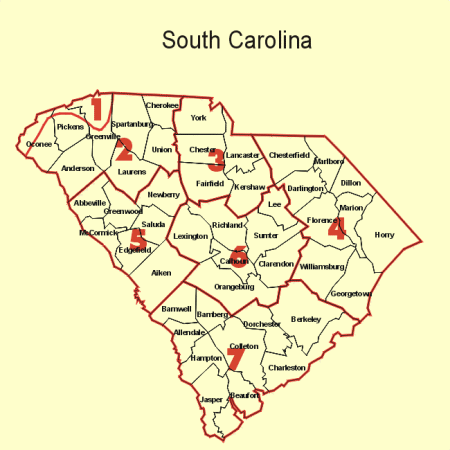 South Carolina
Cherokee
1
York
Spartanburg
Pickens
Greenville
Oconee
2
Union
Chester
3
Lancaster
Chesterfield
Marlboro
Anderson
Laurens
Fairfield
Kershaw
Darlington
Dillon
Newberry
Abbeville
Greenwood
Lee
Marion
Saluda
Richland
Florence
4
McCormick
5
Lexington
Sumter
Horry
Edgefield
6
Calhoun
Clarendon
Williamsburg
Aiken
Orangeburg
Georgetown
Barnwell
Bamberg
Berkeley
Dorchester
Allendale
Colleton
7
Hampton
Charleston
Jasper
Beaufort